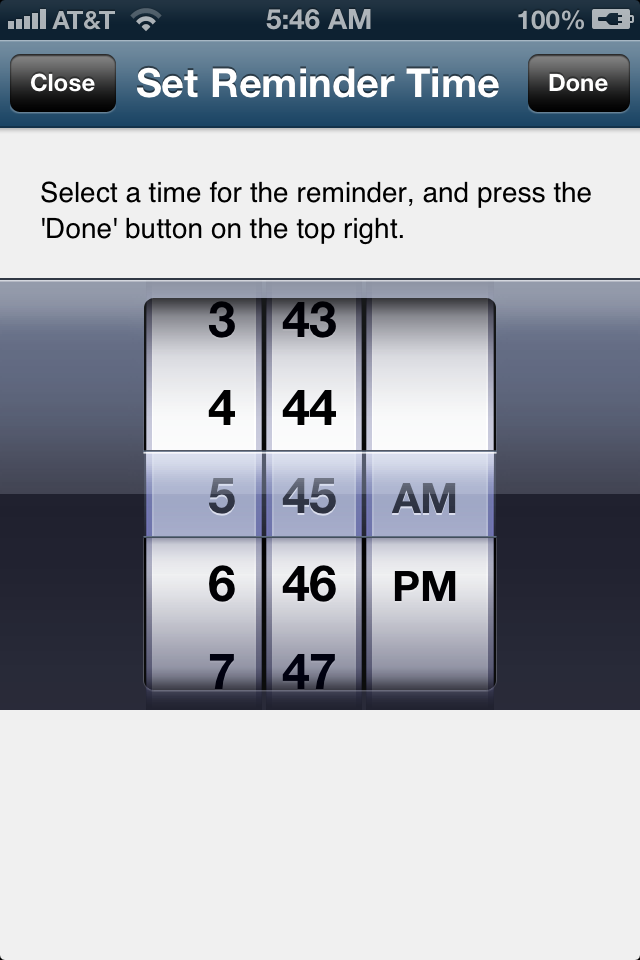 AT&T 5:46 AM 100%
Close Set Reminder Time Done
Select a time for the reminder, and press the
'Done' button on the top right.
3 43
4 44
5 45 AM
6 46 PM
7 47